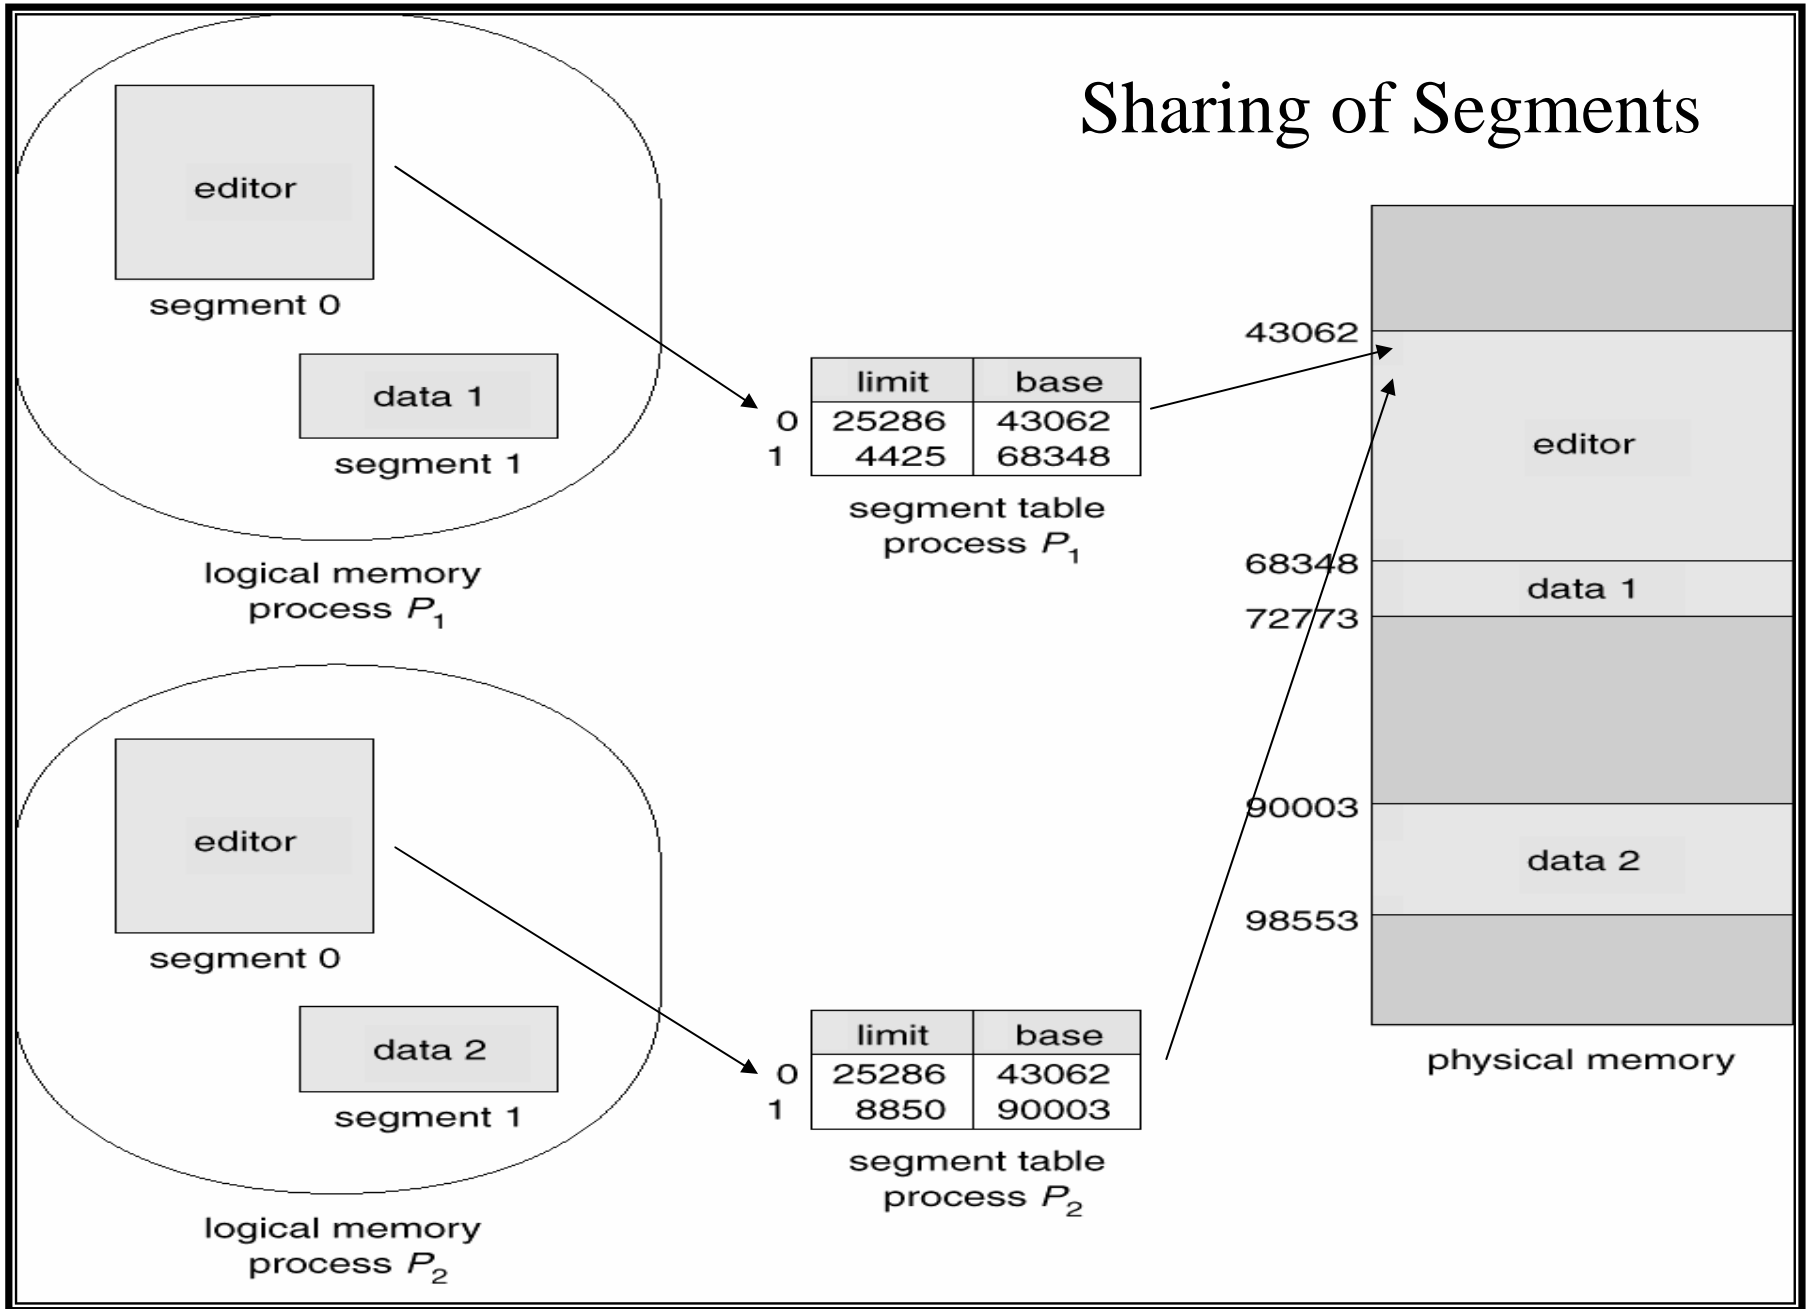 Sharing of Segments
editor
segment 0
data 1
segment 1
logical memory
process P1
limit base
0 25286 43062
1 4425 68348
segment table
process P1
editor
segment 0
data 2
segment 1
logical memory
process P2
limit base
0 25286 43062
1 8850 90003
segment table
process P2
43062
editor
68348
data 1
72773
90003
data 2
98553
physical memory